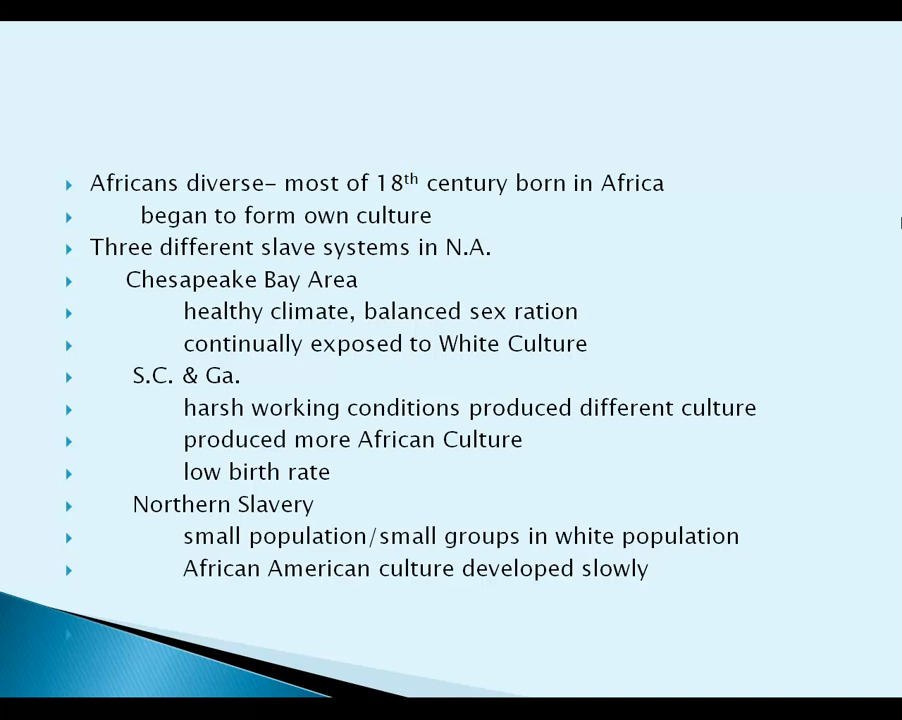 Africans diverse- most of 18th century born in Africa
began to form own culture
Three different slave systems in N.A.
Chesapeake Bay Area
healthy climate, balanced sex ration
continually exposed to White Culture
S.C. & Ga.
harsh working conditions produced different culture
produced more African Culture
low birth rate
Northern Slavery
small population/small groups in white population
African American culture developed slowly